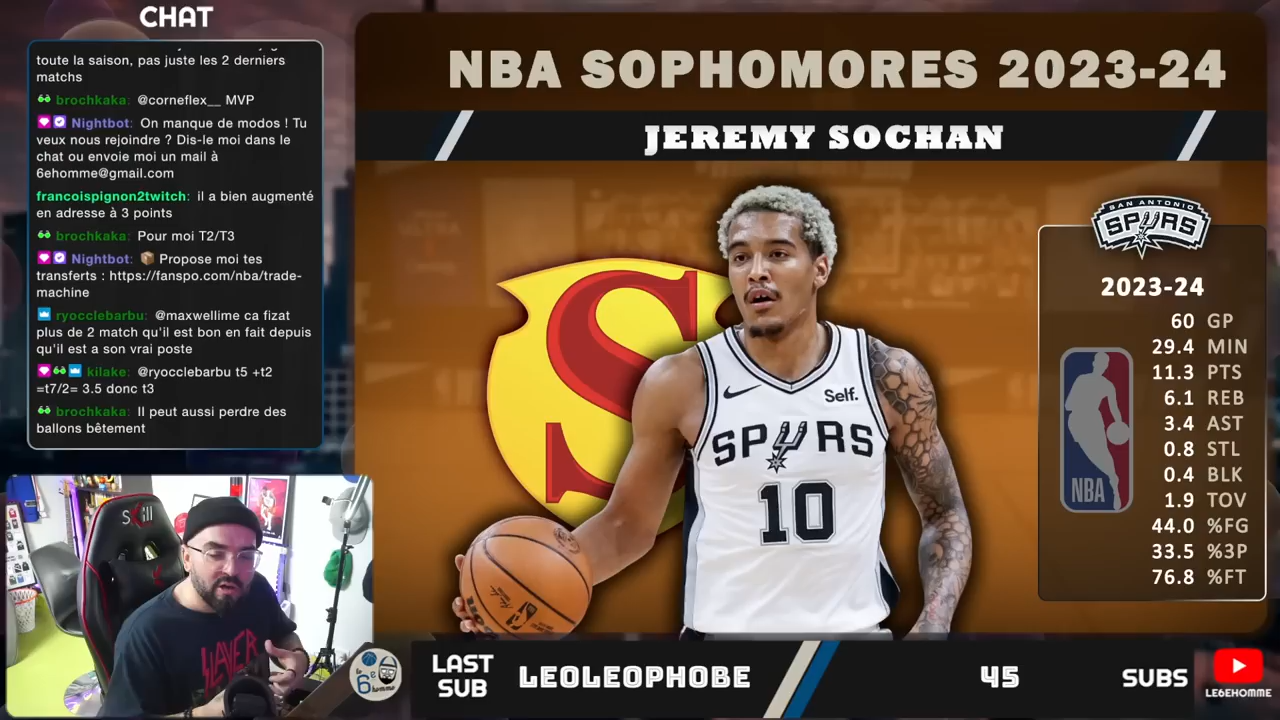 CHAT
toute la saison, pas juste les 2 derniers
matchs
brochkaka: @corneflex__ MVP
Nightbot: On manque de modos ! Tu
veux nous rejoindre ? Dis-le moi dans le
chat ou envoie moi un mail à
6ehomme@gmail.com
francoispignon2twitch: il a bien augmenté
en adresse à 3 points
brochkaka: Pour moi T2/T3
Nightbot: 📦 Propose moi tes
transferts : https://fanspo.com/nba/trade-
machine
ryocclebarbu: @maxwellime ca fizat
plus de 2 match qu'il est bon en fait depuis
qu'il est a son vrai poste
kilake: @ryocclebarbu t5 +t2
=t7/2= 3.5 donc t3
brochkaka: Il peut aussi perdre des
ballons bêtement
NBA SOPHOMORES 2023-24
JEREMY SOCHAN
S
Self.
SPURS
10
SAN ANTONIO
SPURS
2023-24
60 GP
29.4 MIN
11.3 PTS
6.1 REB
3.4 AST
0.8 STL
0.4 BLK
1.9 TOV
44.0 %FG
33.5 %3P
76.8 %FT
NBA
SLAYER
le 6e homme
LAST
SUB
LEOLEOPHOBE
45
SUBS
LE6EHOMME